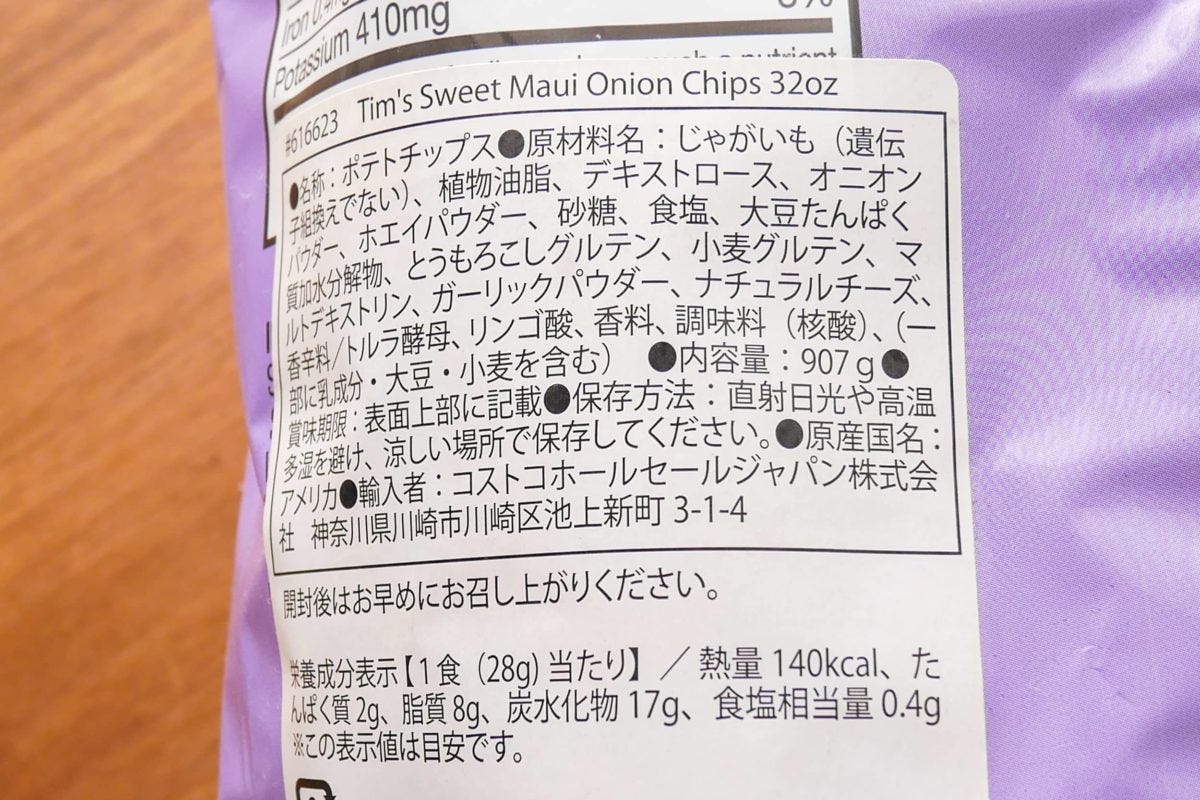 Iron 0.4mg
Potassium 410mg
#616623 Tim's Sweet Maui Onion Chips 32oz
●名称：ポテトチップス●原材料名：じゃがいも（遺伝
子組換えでない）、植物油脂、デキストロース、オニオン
パウダー、ホエイパウダー、砂糖、食塩、大豆たんぱく
質加水分解物、とうもろこしグルテン、小麦グルテン、マ
ルトデキストリン、ガーリックパウダー、ナチュラルチーズ、
香辛料/トルラ酵母、リンゴ酸、香料、調味料（核酸）、（一
部に乳成分・大豆・小麦を含む） ●内容量：907g●
賞味期限：表面上部に記載●保存方法：直射日光や高温
多湿を避け、涼しい場所で保存してください。●原産国名：
アメリカ●輸入者：コストコホールセールジャパン株式会
社 神奈川県川崎市川崎区池上新町 3-1-4
開封後はお早めにお召し上がりください。
栄養成分表示【1食（28g) 当たり】／熱量 140kcal、た
んぱく質 2g、脂質 8g、炭水化物 17g、食塩相当量 0.4g
※この表示値は目安です。